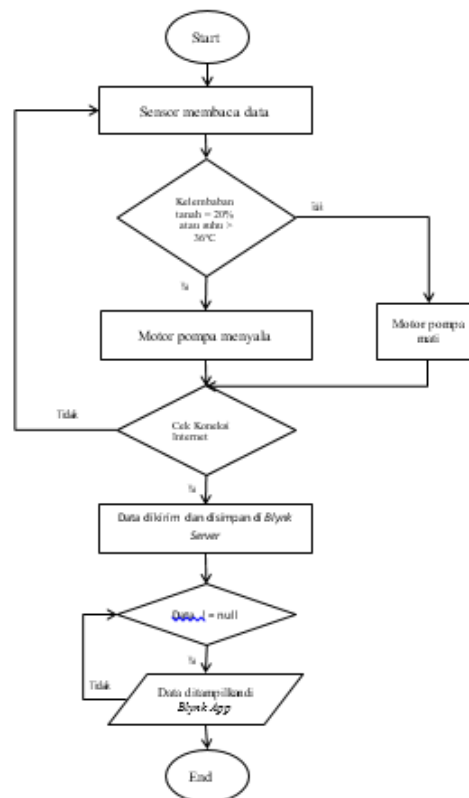 Start
Sensor membaca data
Kelembaban
tanah = 20%
atau suhu >
36°C
Tidak
Ya
Motor pompa menyala
Motor pompa
mati
Cek Koneksi
Internet
Tidak
Ya
Data dikirim dan disimpan di Blynk
Server
Data != null
Ya
Tidak
Data ditampilkan di
Blynk App
End